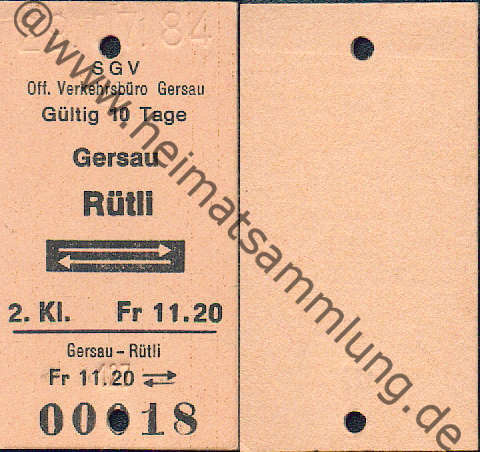 84
SGV
Off. Verkehrsbüro Gersau
Gültig 10 Tage
Gersau
Rütli
2. Kl. Fr 11.20
Gersau – Rütli
Fr 11.20 ⇄
00018
@www.heimatsammlung.de